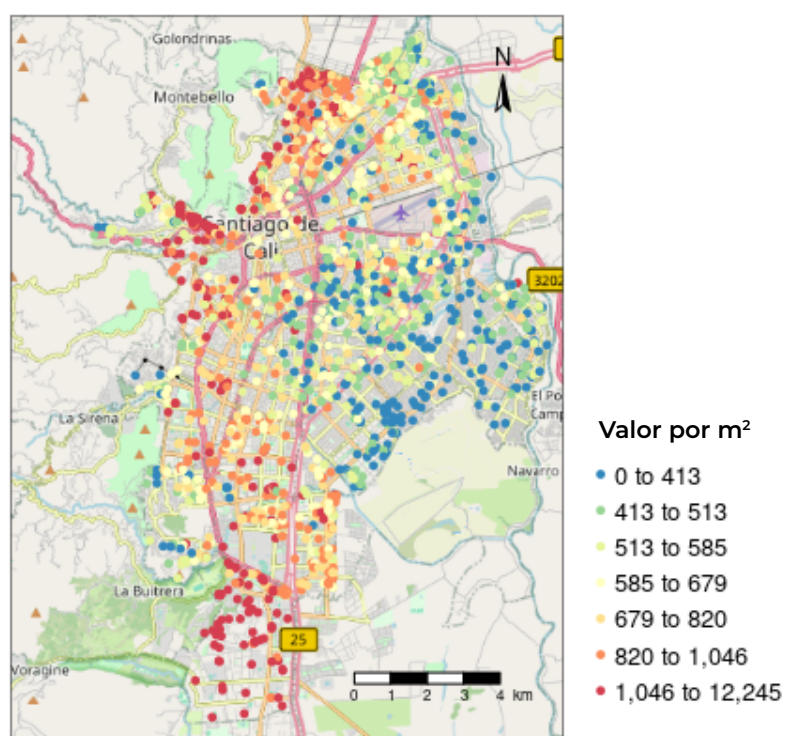 Golondrinas
N
Montebello
Santiago de
Cali
3202
La Sirena
El Po
Camp
Navarro
La Buitrera
25
Voragine
0 1 2 3 4 km
Valor por m²
0 to 413
413 to 513
513 to 585
585 to 679
679 to 820
820 to 1,046
1,046 to 12,245